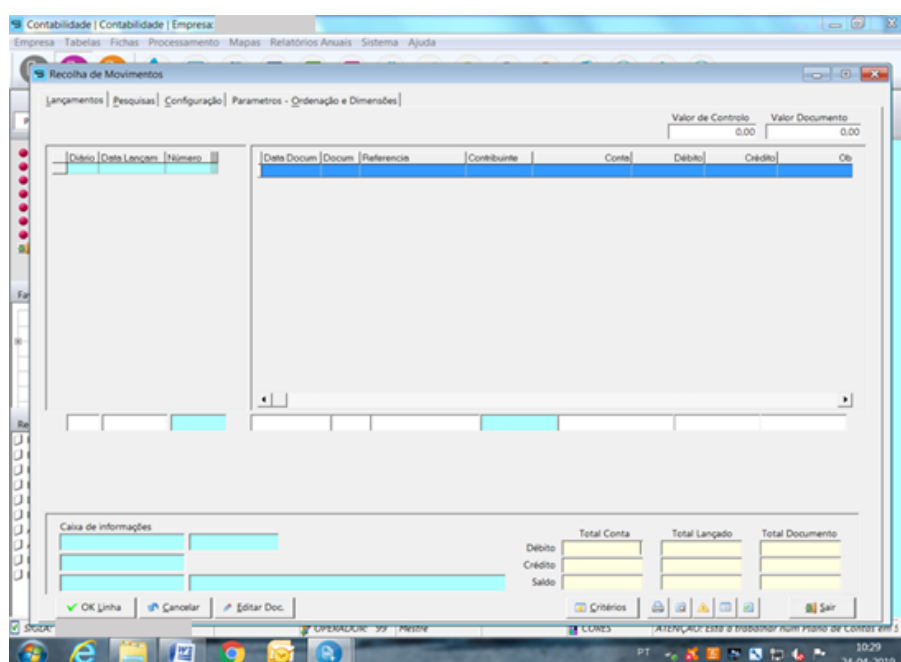 Contabilidade | Contabilidade | Empresa:
Empresa Tabelas Fichas Processamento Mapas Relatórios Anuais Sistema Ajuda
Recolha de Movimentos
Lançamentos Pesquisas Configuração Parametros - Ordenação e Dimensões
Valor de Controlo Valor Documento
0,00 0,00
Diário Data Lançam Número Data Docum Docum Referencia Contribuinte Conta Débito Crédito Ob
Caixa de informações
Total Conta Total Lançado Total Documento
Débito
Crédito
Saldo
OK Linha Cancelar Editar Doc. Critérios Sair
OPERADOR: 99 Mestre CORES ATENÇÃO: Está a trabalhar num Plano de Contas em
PT 10:29
24-04-2019